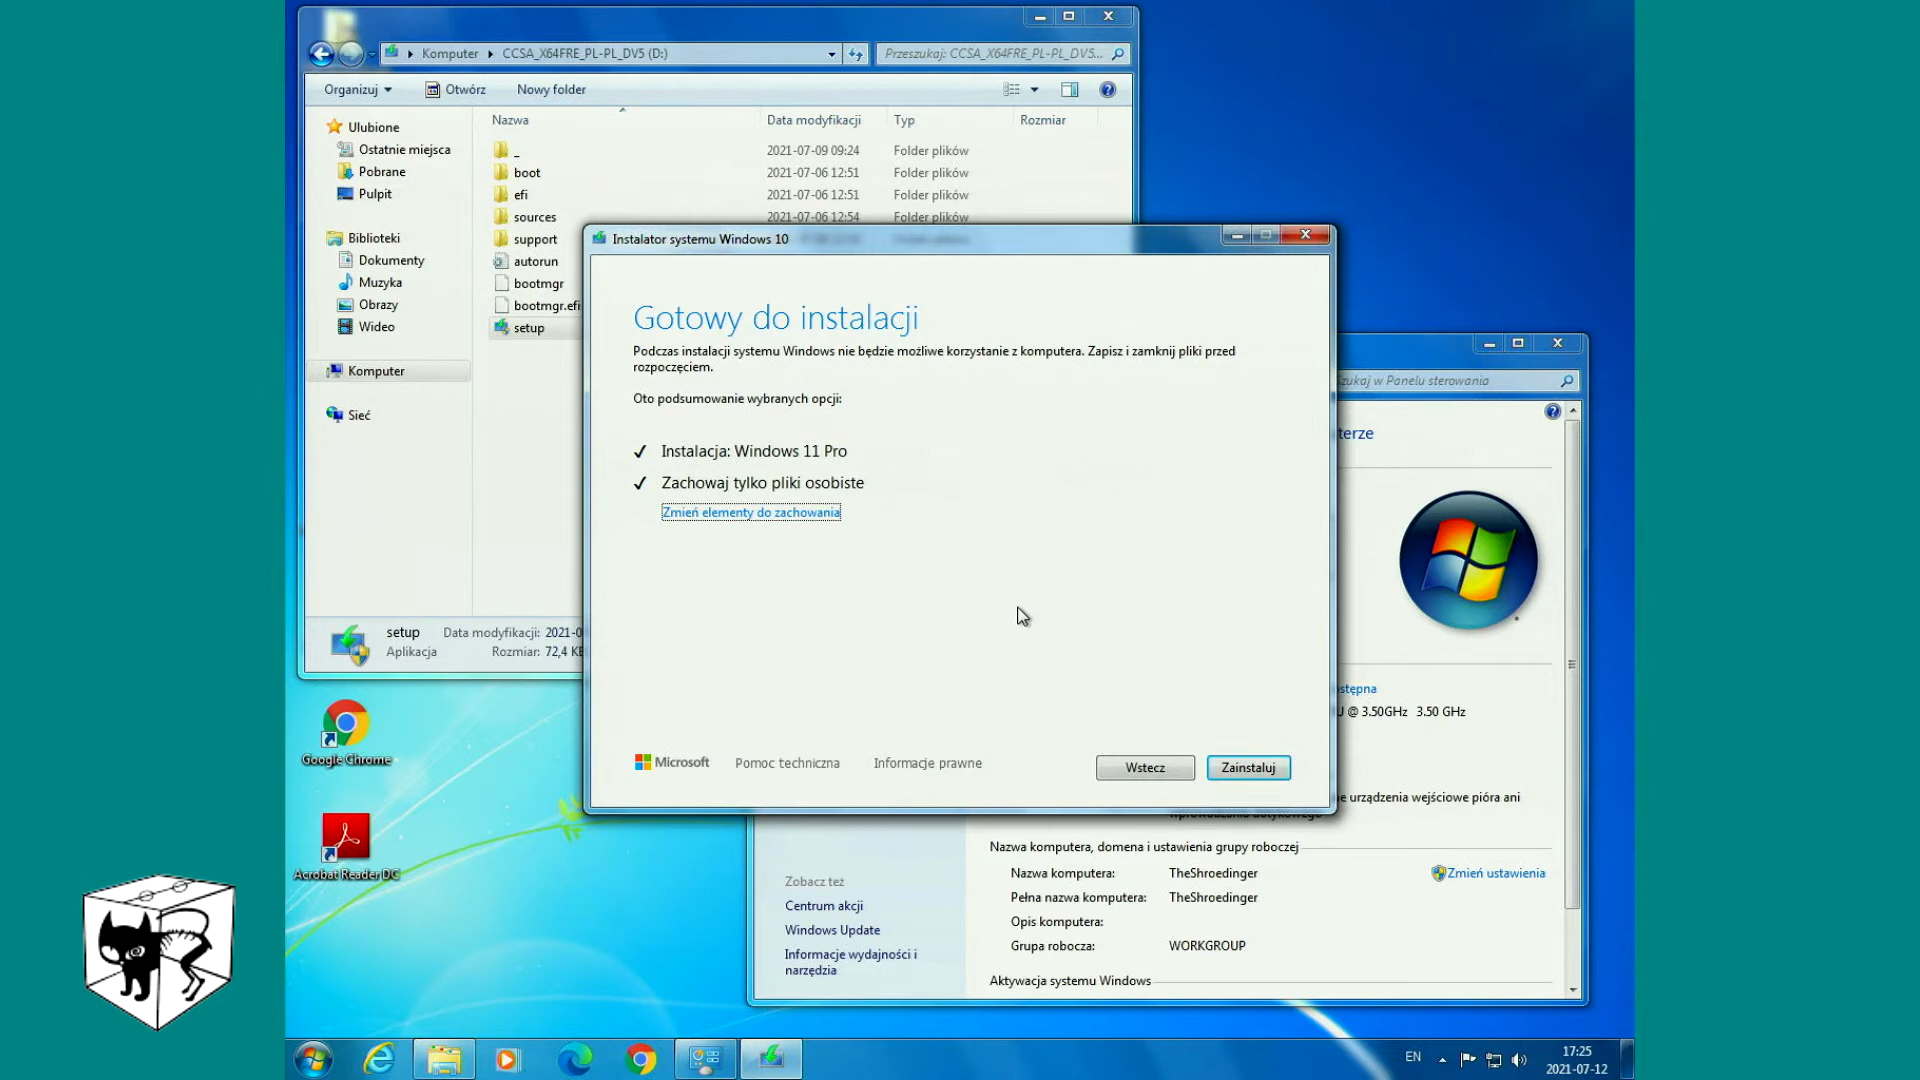 Komputer
CCSA_X64FRE_PL-PL_DV5 (D:)
Przeszukaj: CCSA_X64FRE_PL-PL_DV5...
Organizuj
Otwórz
Nowy folder
Nazwa
Data modyfikacji
Typ
Rozmiar
Ulubione
Ostatnie miejsca
Pobrane
Pulpit
Biblioteki
Dokumenty
Muzyka
Obrazy
Wideo
Komputer
Sieć
_ 2021-07-09 09:24 Folder plików
boot 2021-07-06 12:51 Folder plików
efi 2021-07-06 12:51 Folder plików
sources 2021-07-06 12:54 Folder plików
support
autorun
bootmgr
bootmgr.efi
setup
setup Data modyfikacji: 2021-0
Aplikacja Rozmiar: 72,4 KB
Instalator systemu Windows 10
Gotowy do instalacji
Podczas instalacji systemu Windows nie będzie możliwe korzystanie z komputera. Zapisz i zamknij pliki przed
rozpoczęciem.
Oto podsumowanie wybranych opcji:
Instalacja: Windows 11 Pro
Zachowaj tylko pliki osobiste
Zmień elementy do zachowania
Microsoft
Pomoc techniczna
Informacje prawne
Wstecz
Zainstaluj
szukaj w Panelu sterowania
terze
stępna
U @ 3.50GHz 3.50 GHz
ne urządzenia wejściowe pióra ani
wprowadzania dotykowego
Nazwa komputera, domena i ustawienia grupy roboczej
Nazwa komputera: TheShroedinger
Zmień ustawienia
Pełna nazwa komputera: TheShroedinger
Opis komputera:
Grupa robocza: WORKGROUP
Aktywacja systemu Windows
Zobacz też
Centrum akcji
Windows Update
Informacje wydajności i
narzędzia
Google Chrome
Acrobat Reader DC
EN
17:25
2021-07-12